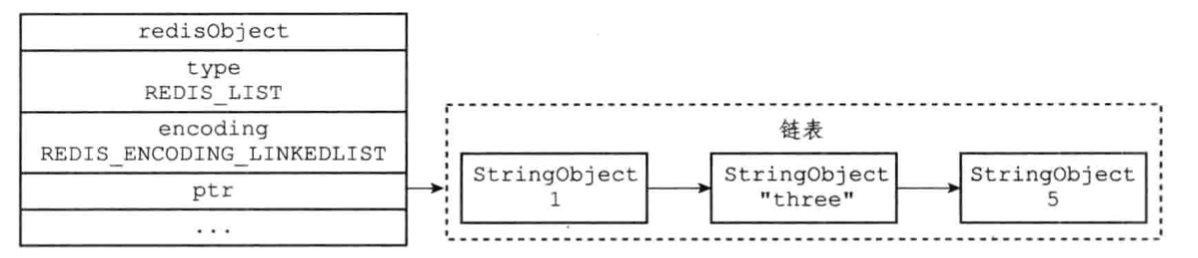 redisObject
type
REDIS_LIST
encoding
REDIS_ENCODING_LINKEDLIST
ptr
...
链表
StringObject
1
StringObject
"three"
StringObject
5